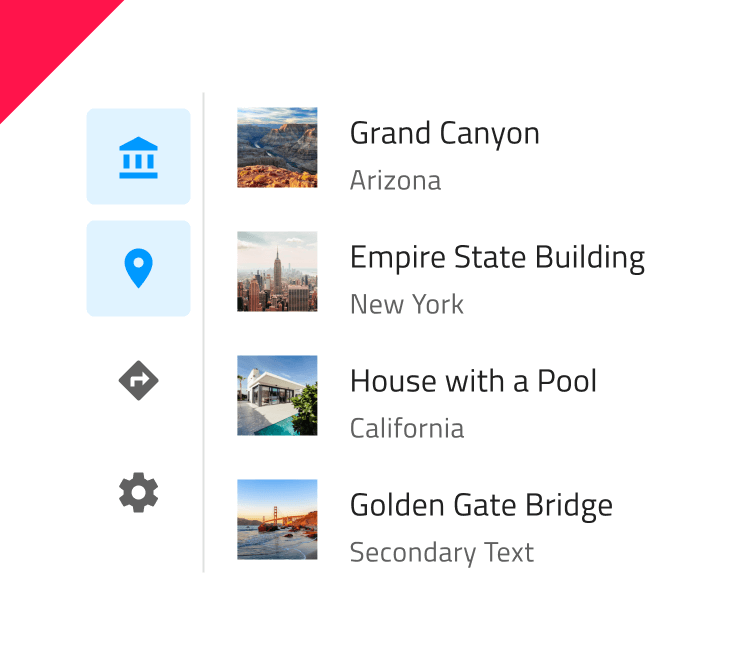 Grand Canyon
Arizona
Empire State Building
New York
House with a Pool
California
Golden Gate Bridge
Secondary Text